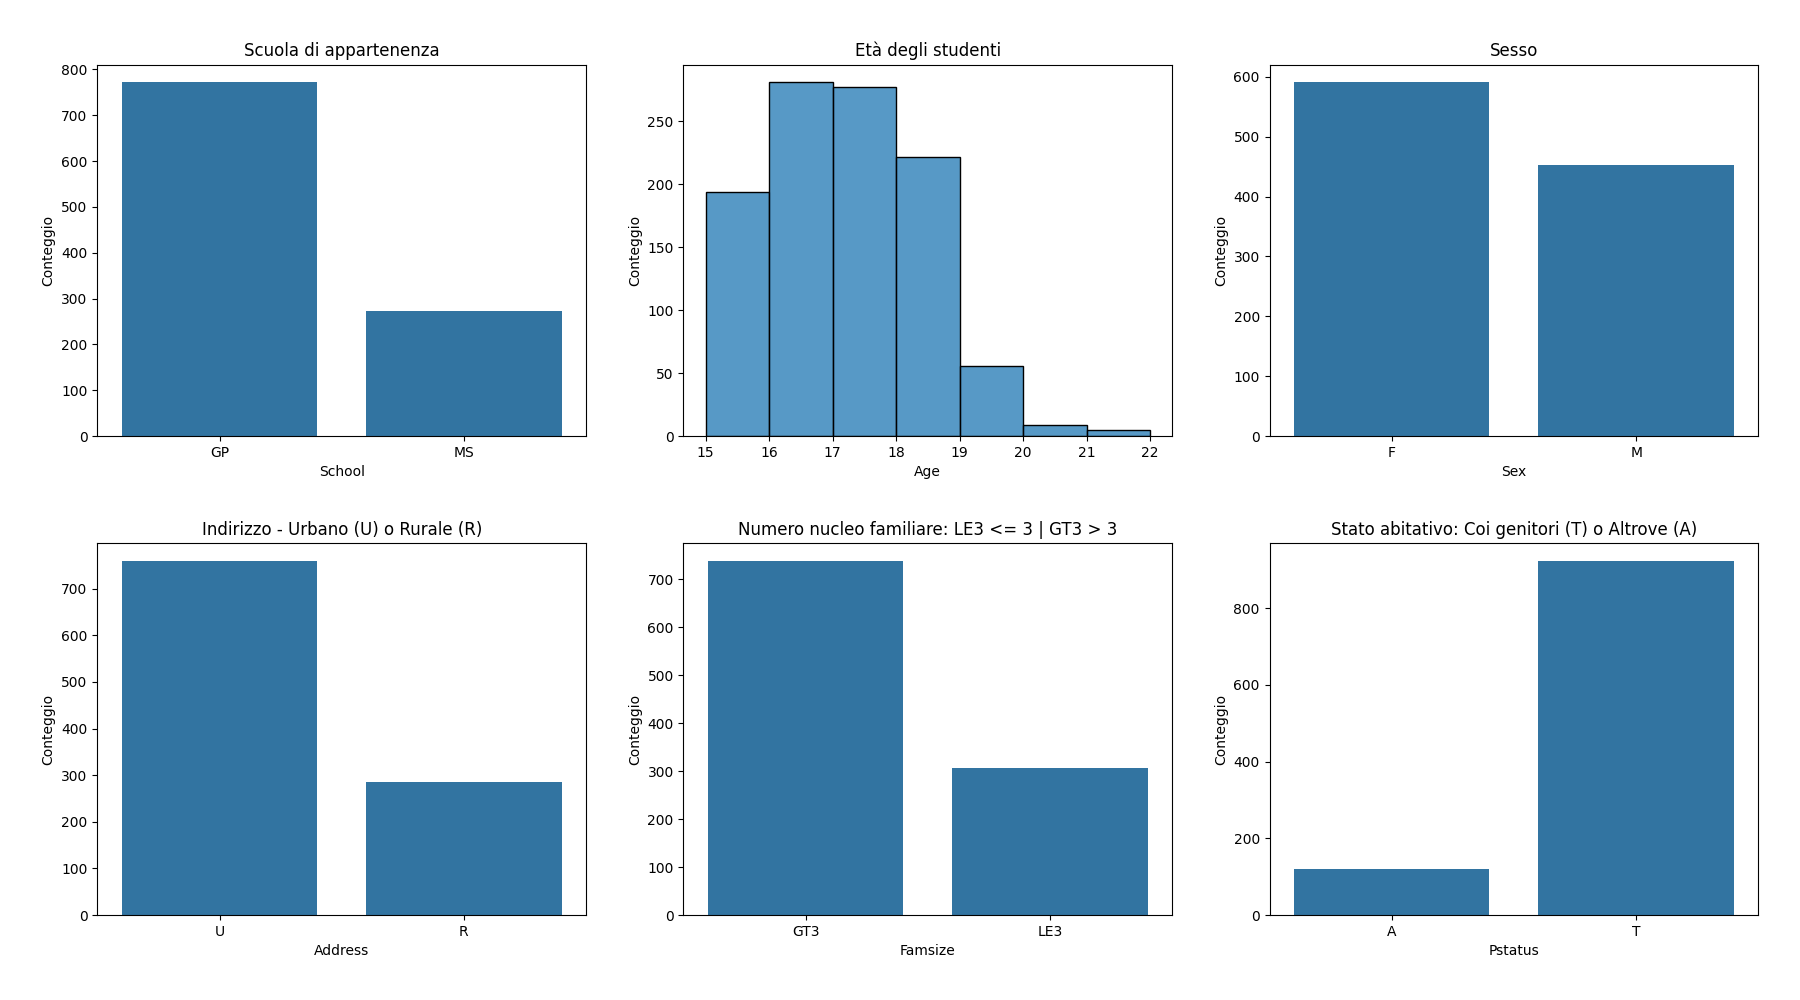 Scuola di appartenenza
800
700
600
500
400
300
200
100
0
Conteggio
GP
MS
School
Età degli studenti
250
200
150
100
50
0
Conteggio
15 16 17 18 19 20 21 22
Age
Sesso
600
500
400
300
200
100
0
Conteggio
F
M
Sex
Indirizzo - Urbano (U) o Rurale (R)
700
600
500
400
300
200
100
0
Conteggio
U
R
Address
Numero nucleo familiare: LE3 <= 3 | GT3 > 3
700
600
500
400
300
200
100
0
Conteggio
GT3
LE3
Famsize
Stato abitativo: Coi genitori (T) o Altrove (A)
800
600
400
200
0
Conteggio
A
T
Pstatus